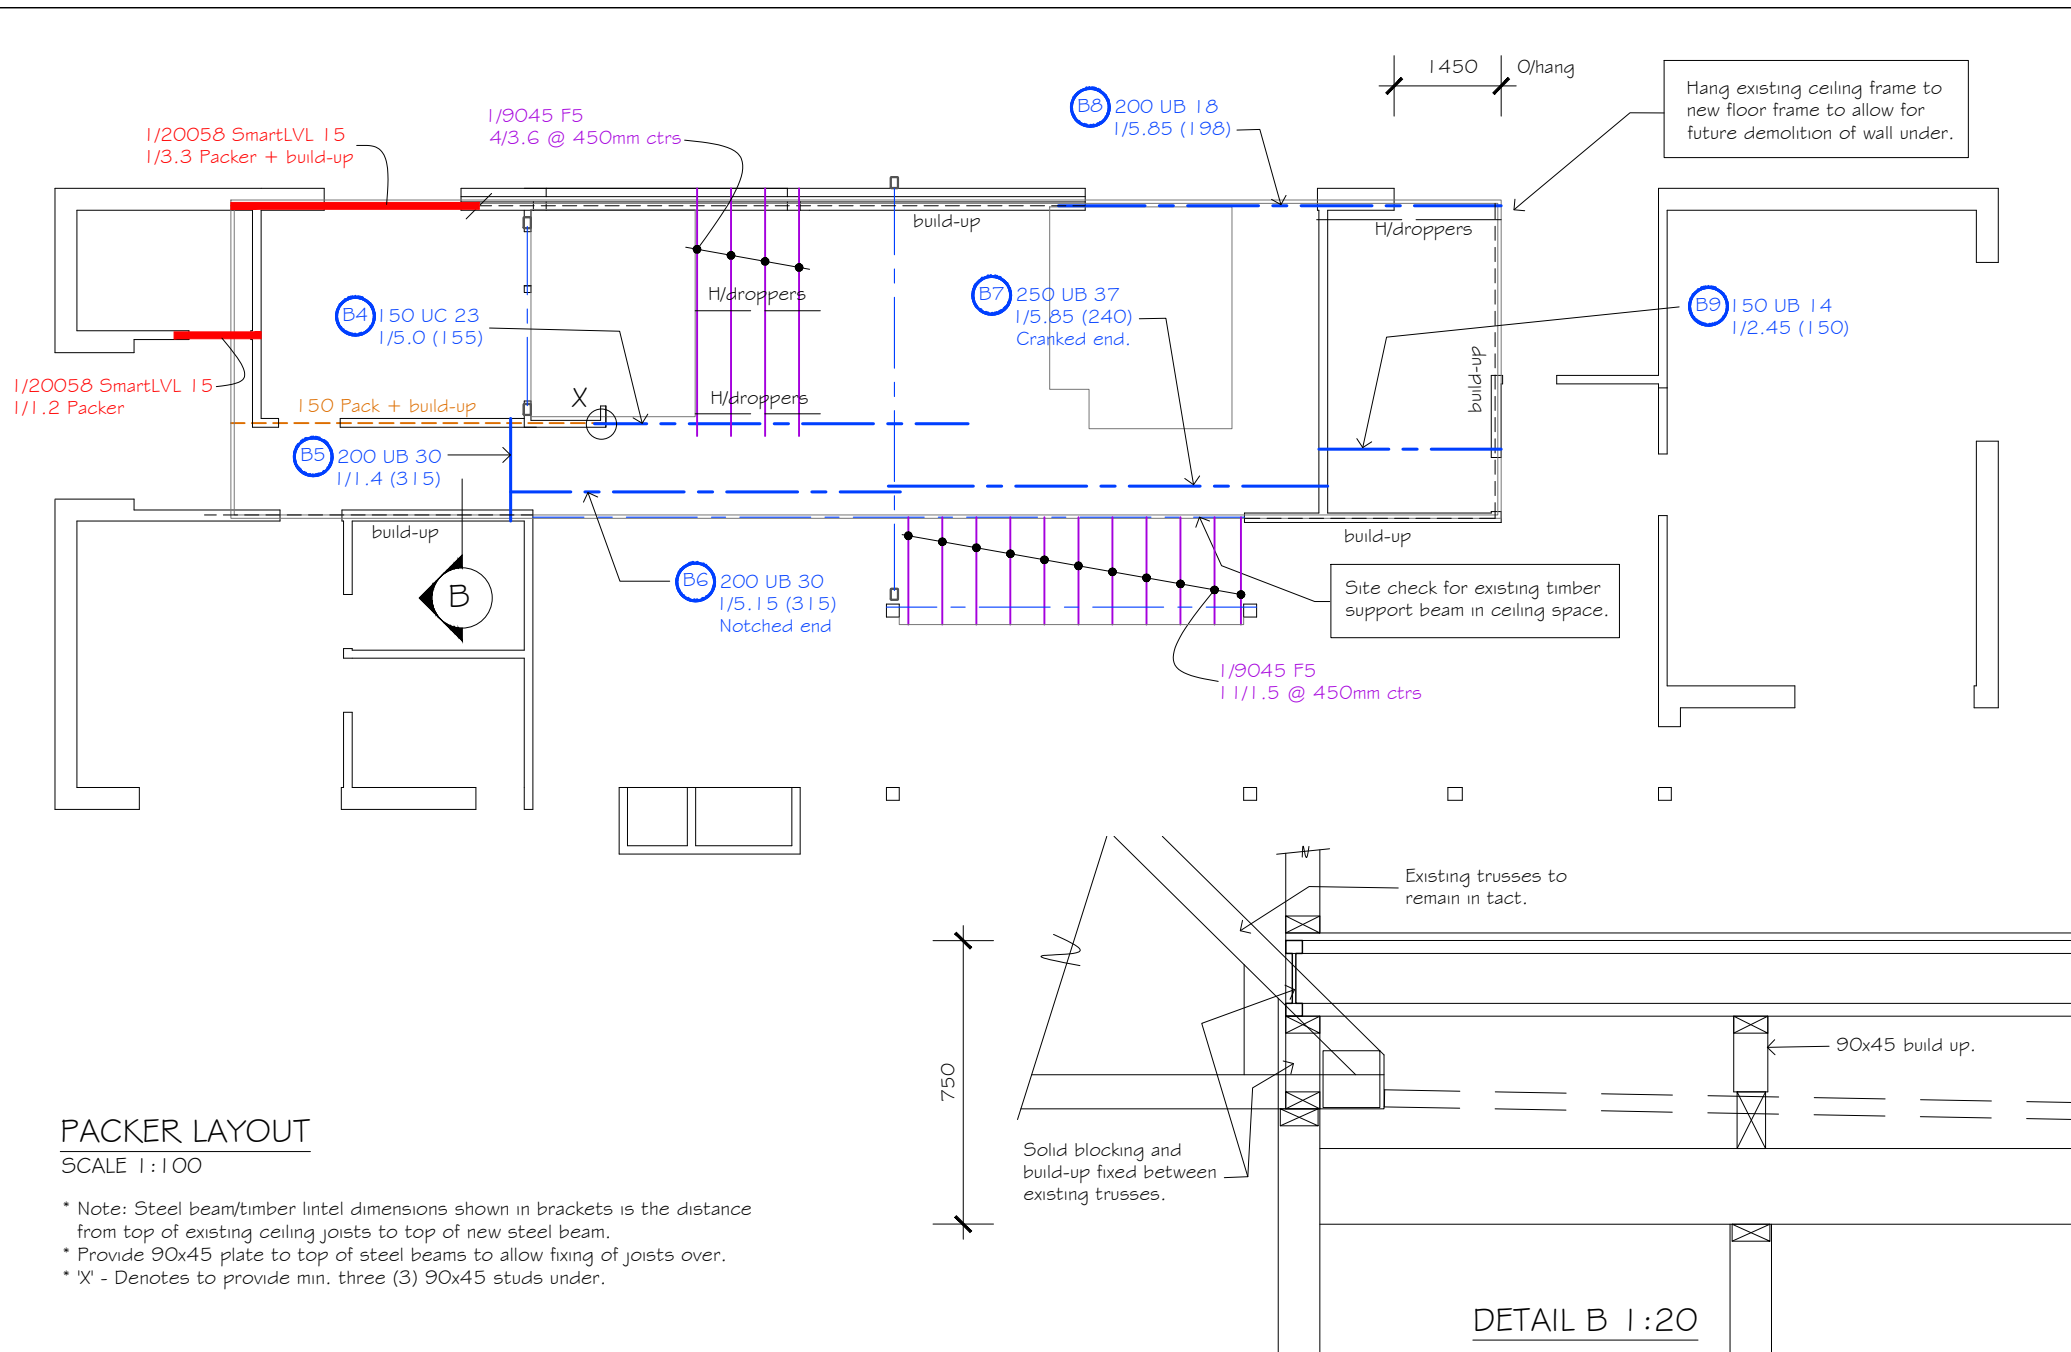 1450 O/hang
Hang existing ceiling frame to
new floor frame to allow for
future demolition of wall under.
B8 200 UB 18
1/5.85 (198)
1/9045 F5
4/3.6 @ 450mm ctrs
1/20058 SmartLVL 15
1/3.3 Packer + build-up
build-up
H/droppers
H/droppers
B4 150 UC 23
1/5.0 (155)
B7 250 UB 37
1/5.85 (240)
Cranked end.
B9 150 UB 14
1/2.45 (150)
build-up
1/20058 SmartLVL 15
1/1.2 Packer
150 Pack + build-up
X
H/droppers
B5 200 UB 30
1/1.4 (315)
build-up
build-up
B
B6 200 UB 30
1/5.15 (315)
Notched end
Site check for existing timber
support beam in ceiling space.
1/9045 F5
11/1.5 @ 450mm ctrs
Existing trusses to
remain in tact.
90x45 build up.
750
Solid blocking and
build-up fixed between
existing trusses.
PACKER LAYOUT
SCALE 1:100
* Note: Steel beam/timber lintel dimensions shown in brackets is the distance
from top of existing ceiling joists to top of new steel beam.
* Provide 90x45 plate to top of steel beams to allow fixing of joists over.
* 'X' - Denotes to provide min. three (3) 90x45 studs under.
DETAIL B 1:20